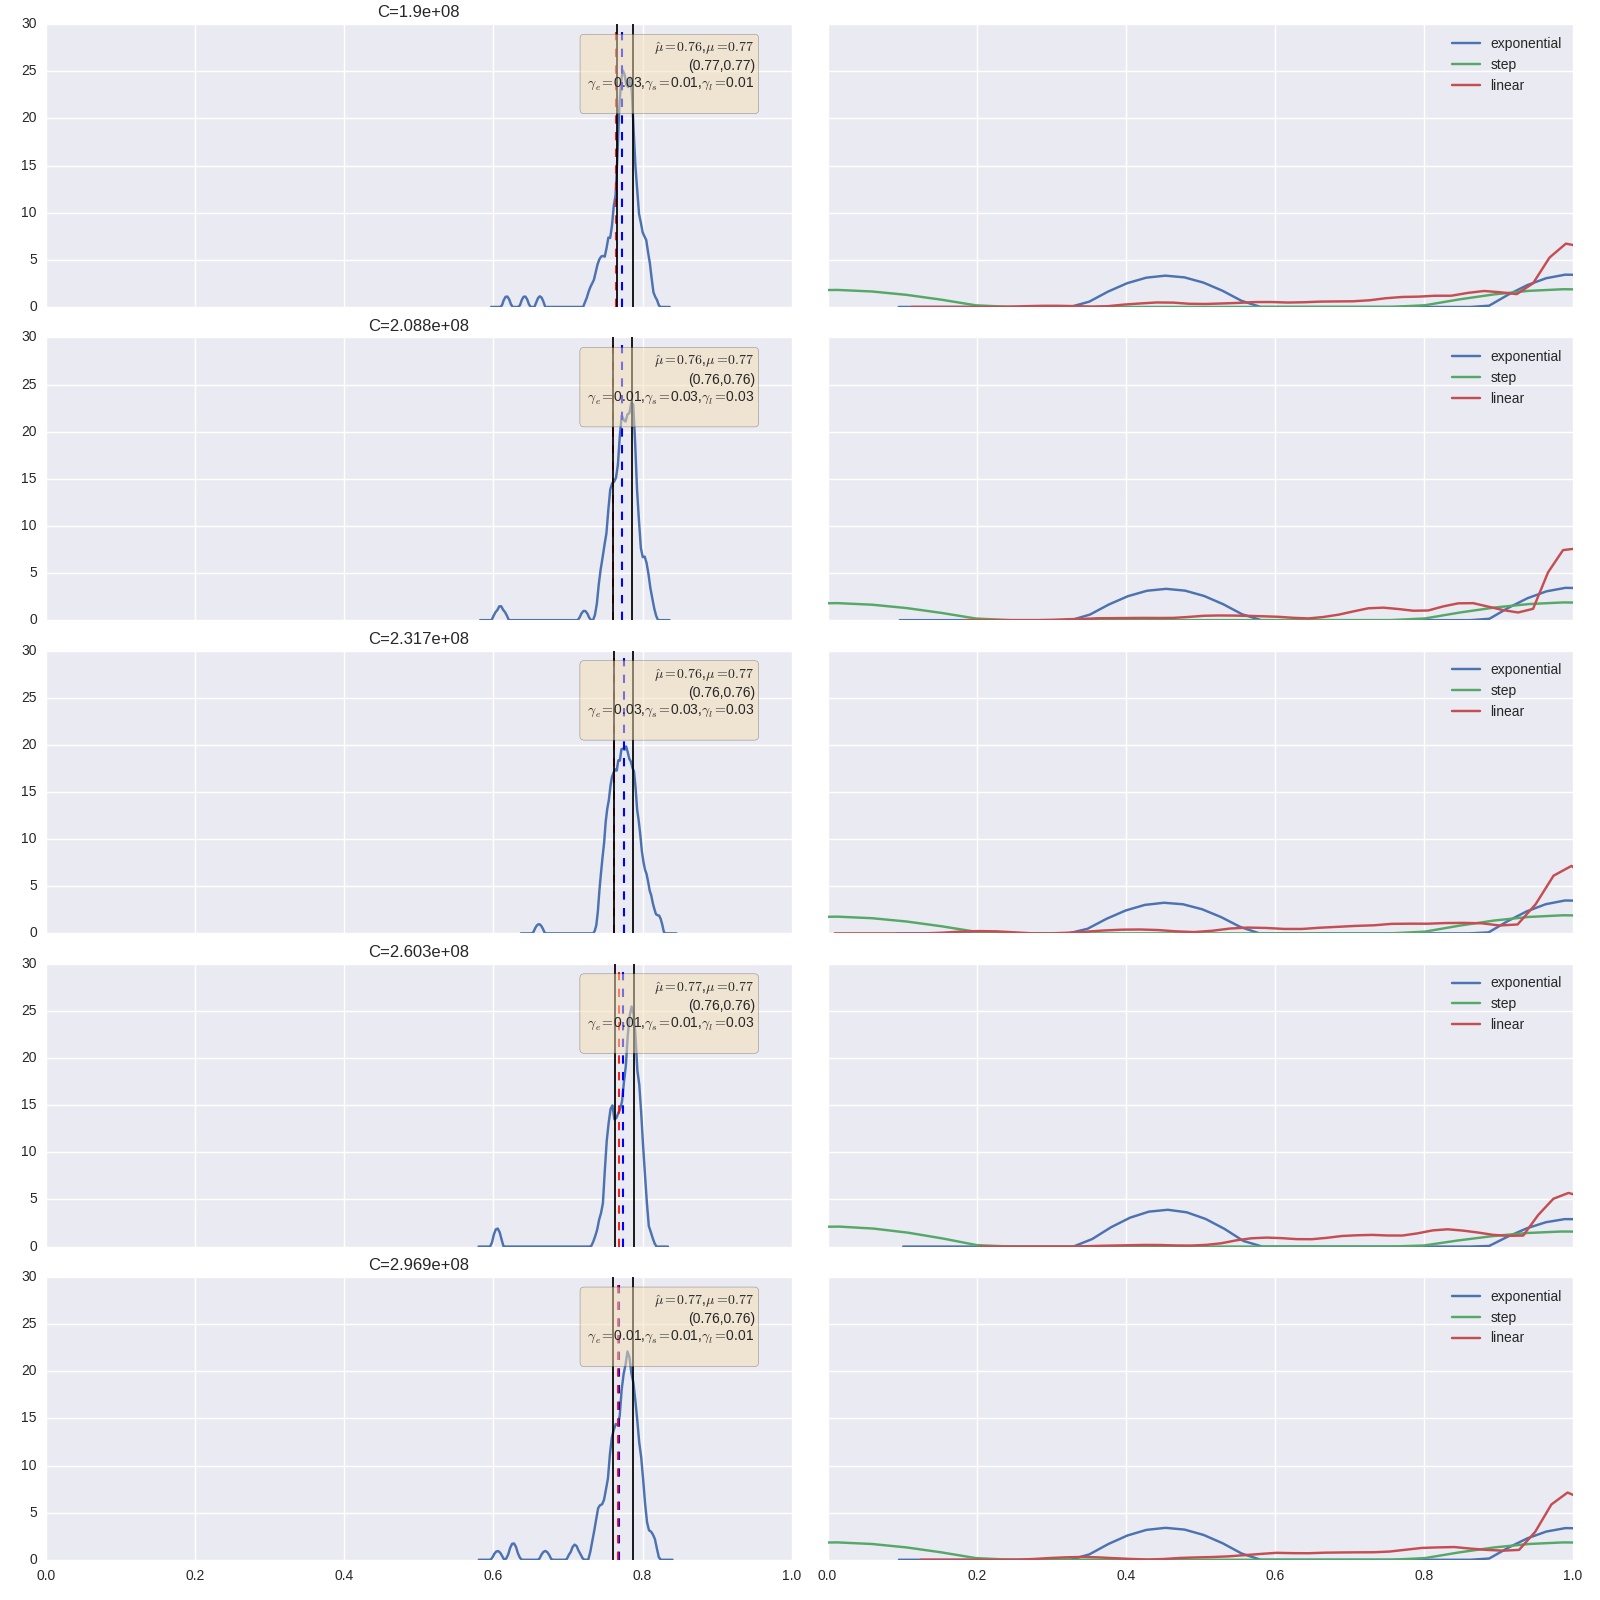 C=1.9e+08
30
25
20
15
10
5
0
μ̂=0.76,μ=0.77
(0.77,0.77)
γₑ=0.03,γₛ=0.01,γₗ=0.01
exponential
step
linear
C=2.088e+08
30
25
20
15
10
5
0
μ̂=0.76,μ=0.77
(0.76,0.76)
γₑ=0.01,γₛ=0.03,γₗ=0.03
exponential
step
linear
C=2.317e+08
30
25
20
15
10
5
0
μ̂=0.76,μ=0.77
(0.76,0.76)
γₑ=0.03,γₛ=0.03,γₗ=0.03
exponential
step
linear
C=2.603e+08
30
25
20
15
10
5
0
μ̂=0.77,μ=0.77
(0.76,0.76)
γₑ=0.01,γₛ=0.01,γₗ=0.03
exponential
step
linear
C=2.969e+08
30
25
20
15
10
5
0
μ̂=0.77,μ=0.77
(0.76,0.76)
γₑ=0.01,γₛ=0.01,γₗ=0.01
exponential
step
linear
0.0 0.2 0.4 0.6 0.8 1.0
0.0 0.2 0.4 0.6 0.8 1.0